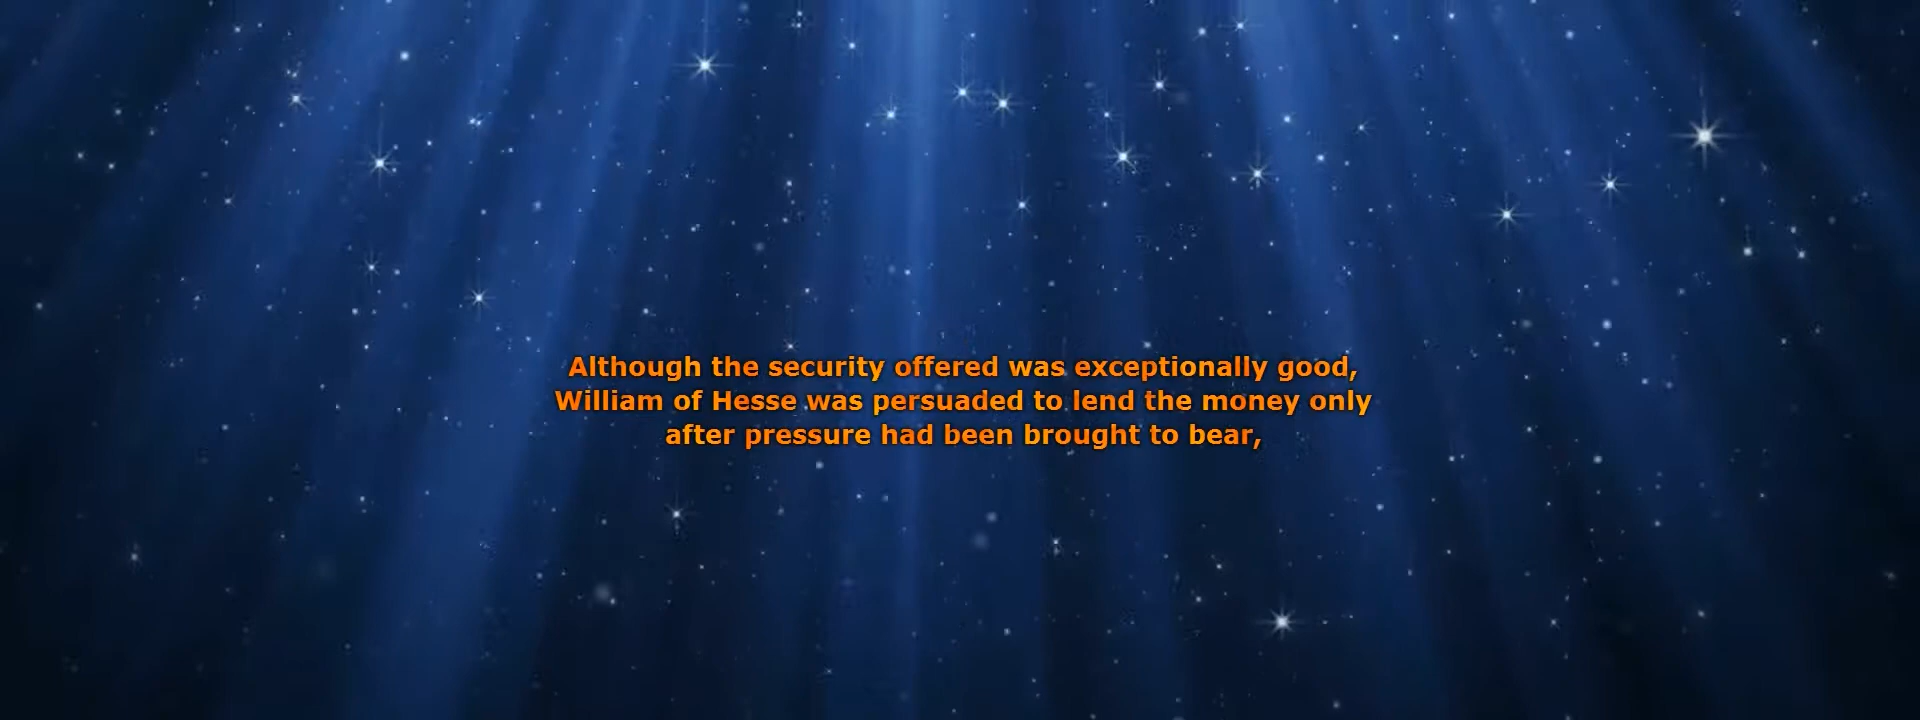 Although the security offered was exceptionally good,
William of Hesse was persuaded to lend the money only
after pressure had been brought to bear,